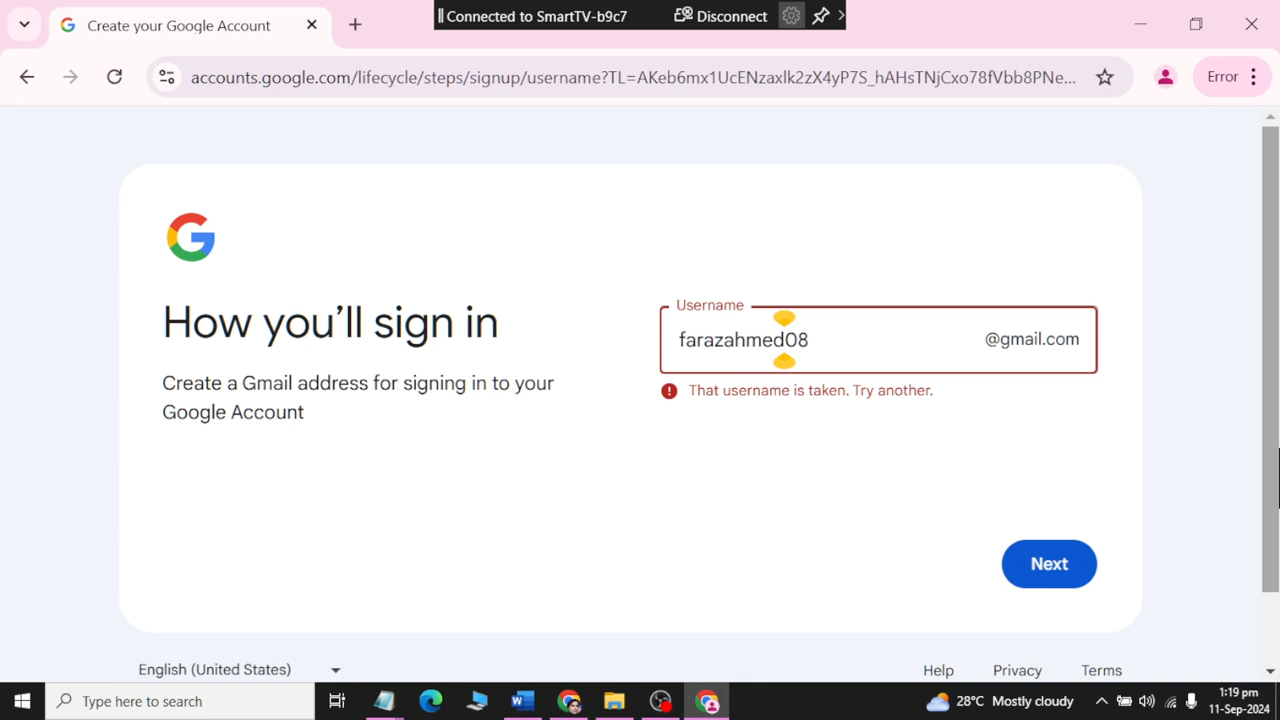 Create your Google Account
Connected to SmartTV-b9c7
Disconnect
accounts.google.com/lifecycle/steps/signup/username?TL=AKeb6mx1UcENzaxlk2zX4yP7S_hAHsTNjCxo78fVbb8PNe...
Error
How you’ll sign in
Create a Gmail address for signing in to your
Google Account
Username
farazahmed08
@gmail.com
That username is taken. Try another.
Next
English (United States)
Help
Privacy
Terms
Type here to search
28°C Mostly cloudy
1:19 pm
11-Sep-2024